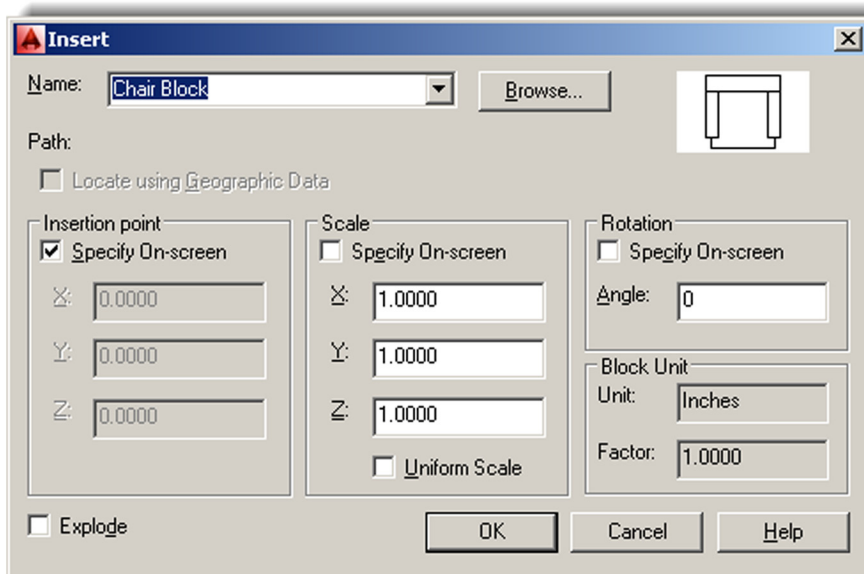 Insert
Name: Chair Block Browse...
Path:
Locate using Geographic Data
Insertion point
Specify On-screen
X: 0.0000
Y: 0.0000
Z: 0.0000
Scale
Specify On-screen
X: 1.0000
Y: 1.0000
Z: 1.0000
Uniform Scale
Rotation
Specify On-screen
Angle: 0
Block Unit
Unit: Inches
Factor: 1.0000
Explode
OK Cancel Help